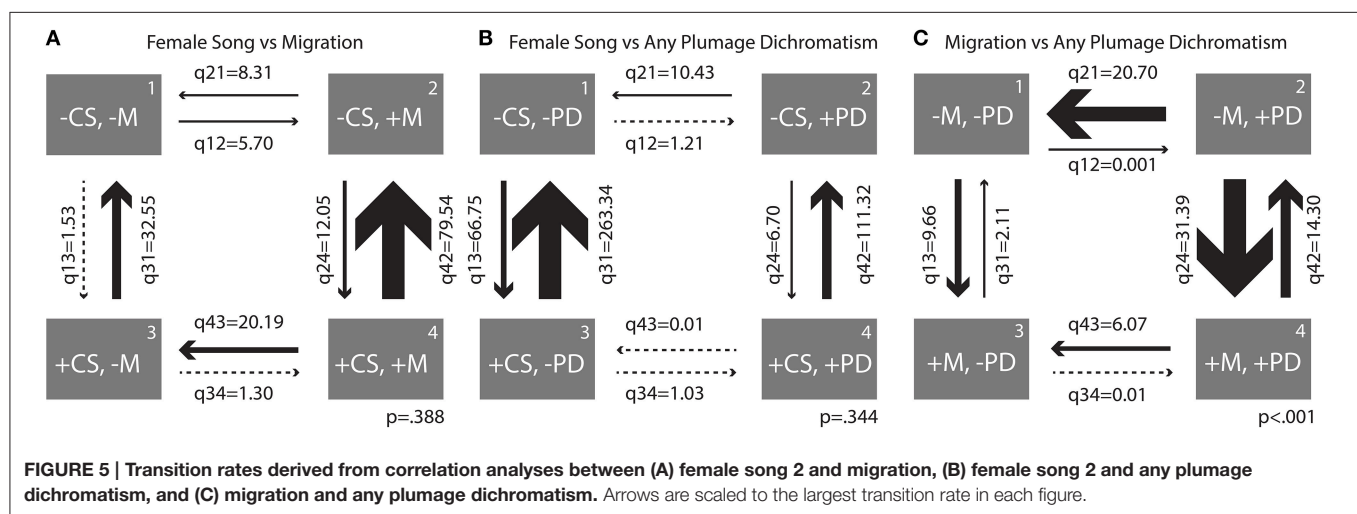 A Female Song vs Migration
q21=8.31
1
-CS, -M
2
-CS, +M
q12=5.70
q13=1.53
q31=32.55
q24=12.05
q42=79.54
3
+CS, -M
q43=20.19
4
+CS, +M
q34=1.30
p=.388
B Female Song vs Any Plumage Dichromatism
q21=10.43
1
-CS, -PD
2
-CS, +PD
q12=1.21
q13=66.75
q31=263.34
q24=6.70
q42=111.32
3
+CS, -PD
q43=0.01
4
+CS, +PD
q34=1.03
p=.344
C Migration vs Any Plumage Dichromatism
q21=20.70
1
-M, -PD
2
-M, +PD
q12=0.001
q13=9.66
q31=2.11
q24=31.39
q42=14.30
3
+M, -PD
q43=6.07
4
+M, +PD
q34=0.01
p<.001
FIGURE 5 | Transition rates derived from correlation analyses between (A) female song 2 and migration, (B) female song 2 and any plumage
dichromatism, and (C) migration and any plumage dichromatism. Arrows are scaled to the largest transition rate in each figure.